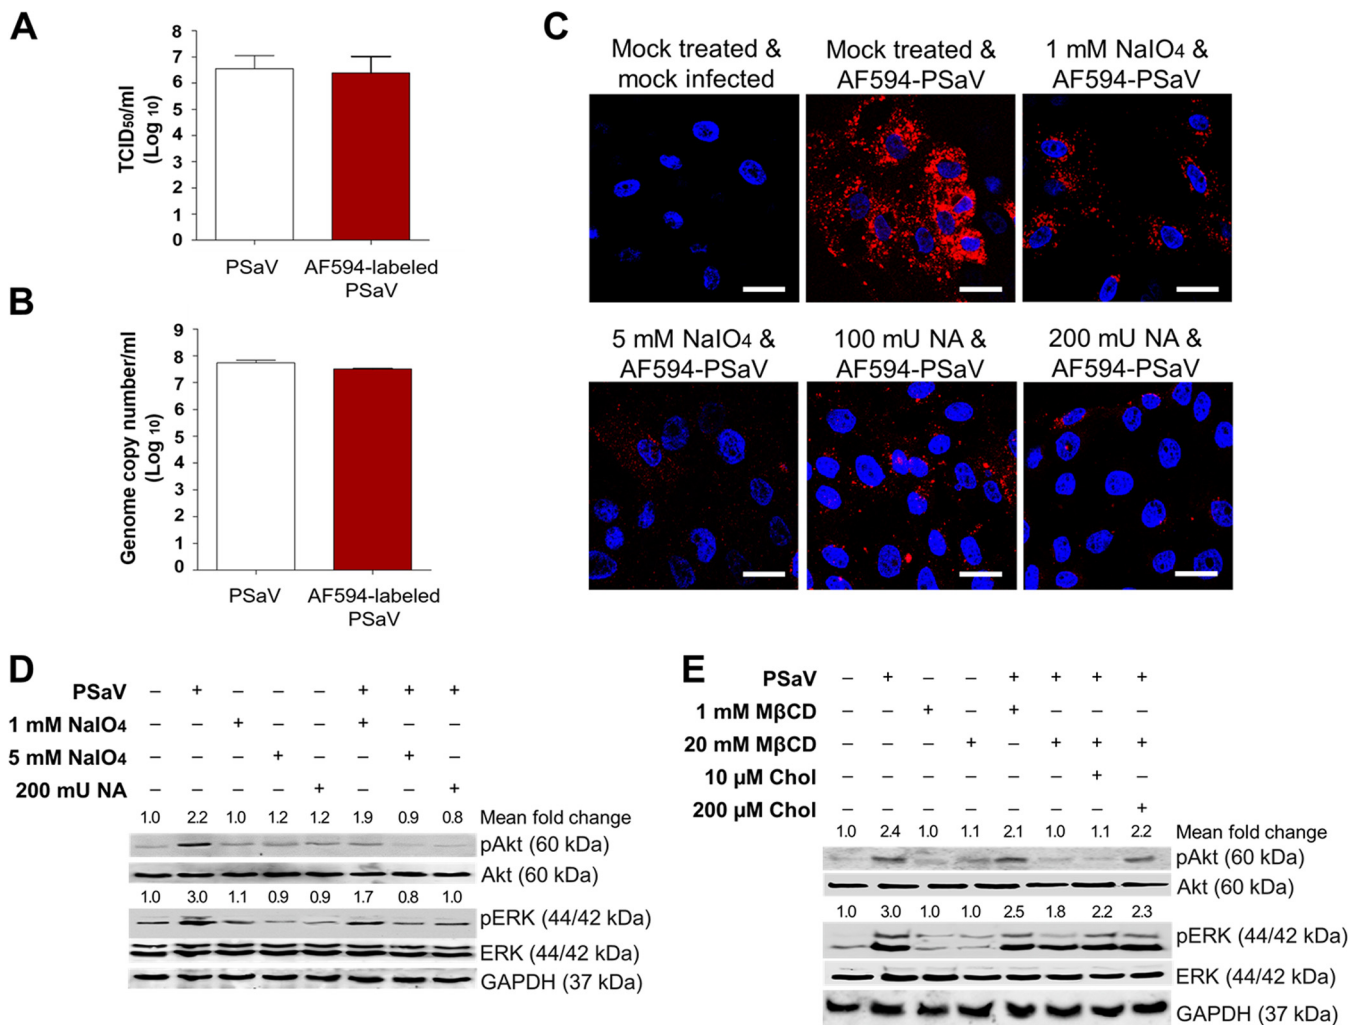 A
8
7
6
5
4
3
2
1
0
TCID50/ml
(Log 10)
PSaV
AF594-labeled
PSaV
B
9
8
7
6
5
4
3
2
1
0
Genome copy number/ml
(Log 10)
PSaV
AF594-labeled
PSaV
C
Mock treated &
mock infected
Mock treated &
AF594-PSaV
1 mM NaIO4 &
AF594-PSaV
5 mM NaIO4 &
AF594-PSaV
100 mU NA &
AF594-PSaV
200 mU NA &
AF594-PSaV
D
PSaV – + – – – + + +
1 mM NaIO4 – – + – – + – –
5 mM NaIO4 – – – + – – + –
200 mU NA – – – – + – – +
1.0 2.2 1.0 1.2 1.2 1.9 0.9 0.8 Mean fold change
pAkt (60 kDa)
Akt (60 kDa)
1.0 3.0 1.1 0.9 0.9 1.7 0.8 1.0
pERK (44/42 kDa)
ERK (44/42 kDa)
GAPDH (37 kDa)
E
PSaV – + – – + + + +
1 mM MβCD – – + – + – – –
20 mM MβCD – – – + – + + +
10 µM Chol – – – – – – + –
200 µM Chol – – – – – – – +
1.0 2.4 1.0 1.1 2.1 1.0 1.1 2.2 Mean fold change
pAkt (60 kDa)
Akt (60 kDa)
1.0 3.0 1.0 1.0 2.5 1.8 2.2 2.3
pERK (44/42 kDa)
ERK (44/42 kDa)
GAPDH (37 kDa)